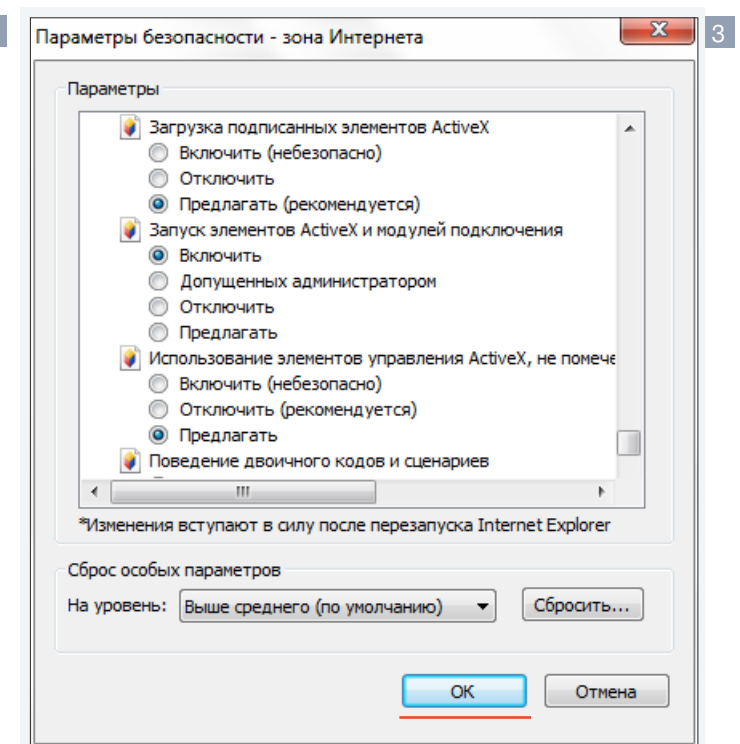 Параметры безопасности - зона Интернета
3
Параметры
Загрузка подписанных элементов ActiveX
Включить (небезопасно)
Отключить
Предлагать (рекомендуется)
Запуск элементов ActiveX и модулей подключения
Включить
Допущенных администратором
Отключить
Предлагать
Использование элементов управления ActiveX, не помече
Включить (небезопасно)
Отключить (рекомендуется)
Предлагать
Поведение двоичного кодов и сценариев
*Изменения вступают в силу после перезапуска Internet Explorer
Сброс особых параметров
На уровень: Выше среднего (по умолчанию) Сбросить...
ОК Отмена